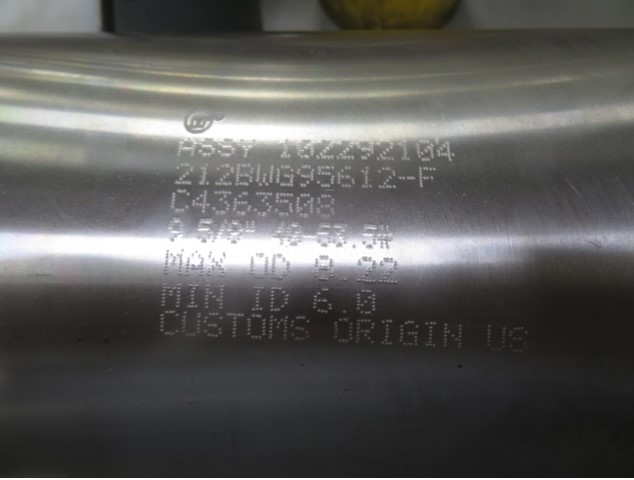 ASSY 102292104
212BWG95612-F
C4363508
9 5/8" 40-53.5#
MAX OD 8.22
MIN ID 6.0
CUSTOMS ORIGIN US